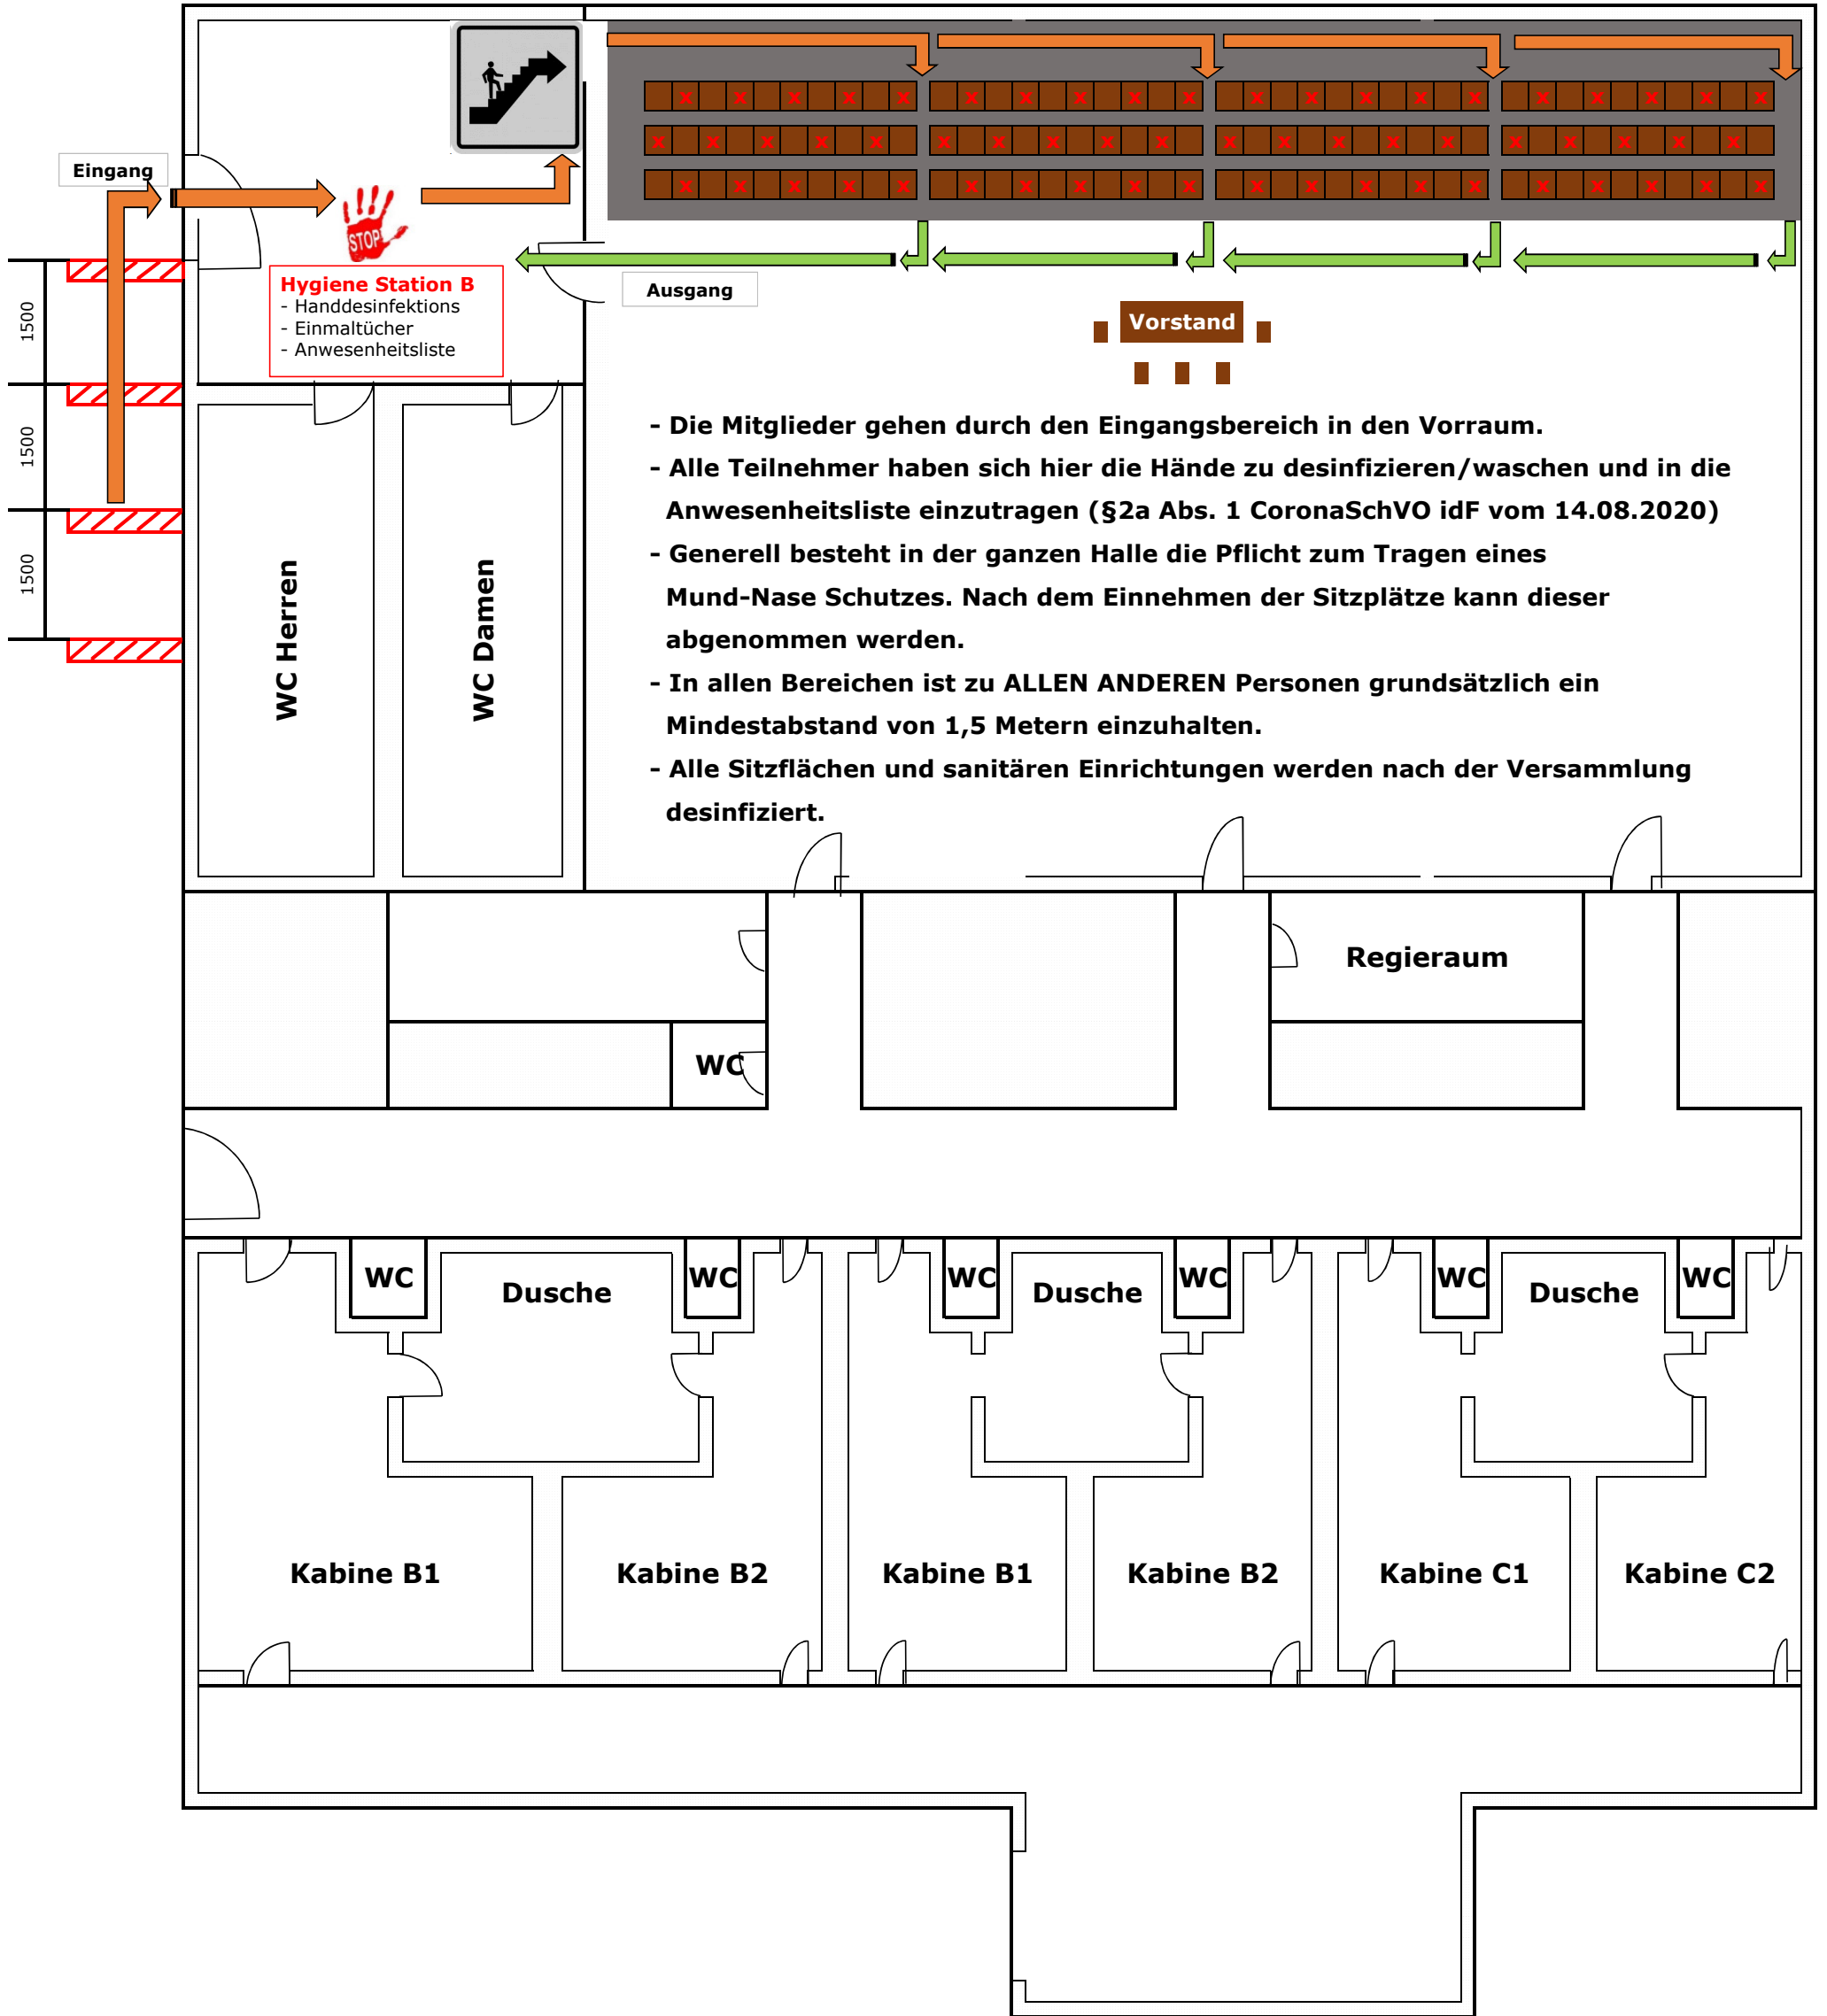 Eingang
STOP
Hygiene Station B
- Handdesinfektions
- Einmaltücher
- Anwesenheitsliste
Ausgang
Vorstand
1500
1500
1500
- Die Mitglieder gehen durch den Eingangsbereich in den Vorraum.
- Alle Teilnehmer haben sich hier die Hände zu desinfizieren/waschen und in die
Anwesenheitsliste einzutragen (§2a Abs. 1 CoronaSchVO idF vom 14.08.2020)
- Generell besteht in der ganzen Halle die Pflicht zum Tragen eines
Mund-Nase Schutzes. Nach dem Einnehmen der Sitzplätze kann dieser
abgenommen werden.
- In allen Bereichen ist zu ALLEN ANDEREN Personen grundsätzlich ein
Mindestabstand von 1,5 Metern einzuhalten.
- Alle Sitzflächen und sanitären Einrichtungen werden nach der Versammlung
desinfiziert.
WC Herren
WC Damen
Regieraum
WC
WC
Dusche
WC
WC
Dusche
WC
WC
Dusche
WC
Kabine B1
Kabine B2
Kabine B1
Kabine B2
Kabine C1
Kabine C2